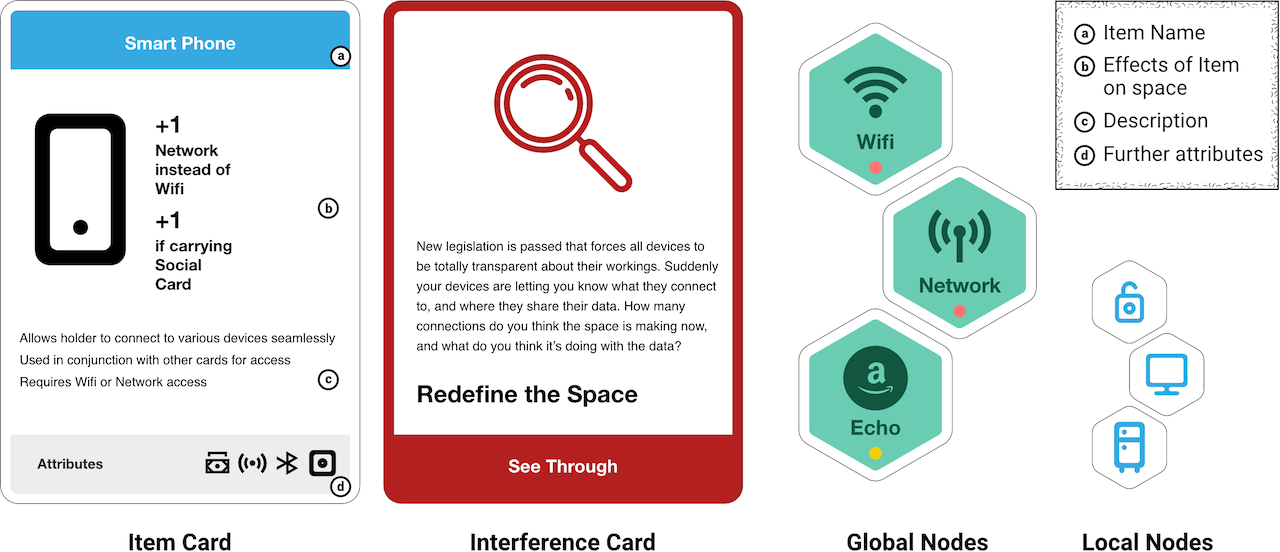 Smart Phone
a
+1
Network
instead of
Wifi
+1
if carrying
Social
Card
b
Allows holder to connect to various devices seamlessly
Used in conjunction with other cards for access
Requires Wifi or Network access
c
Attributes
d
Item Card
New legislation is passed that forces all devices to
be totally transparent about their workings. Suddenly
your devices are letting you know what they connect
to, and where they share their data. How many
connections do you think the space is making now,
and what do you think it's doing with the data?
Redefine the Space
See Through
Interference Card
Wifi
Network
a
Echo
Global Nodes
a Item Name
b Effects of Item
on space
c Description
d Further attributes
Local Nodes